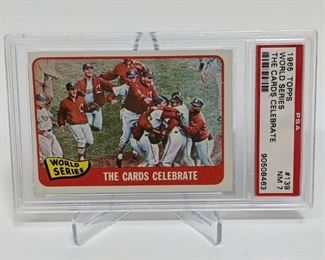 WORLD
SERIES
THE CARDS CELEBRATE
1965 TOPPS
WORLD SERIES
THE CARDS CELEBRATE
PSA
#139
NM 7
90508463